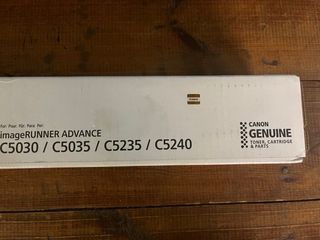 For Pour Für Para Per
imageRUNNER ADVANCE
C5030 / C5035 / C5235 / C5240
CANON
GENUINE
TONER, CARTRIDGE
& PARTS